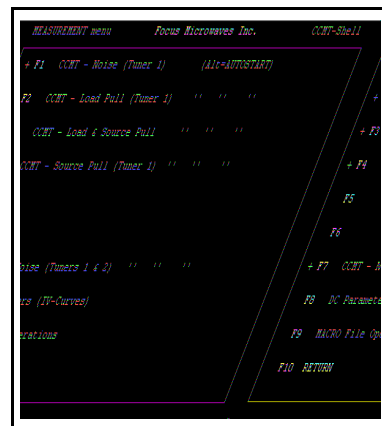 MEASUREMENT menu Focus Microwaves Inc. CCMT-Shell
+ F1 CCMT - Noise (Tuner 1) (Alt=AUTOSTART)
F2 CCMT - Load Pull (Tuner 1) '' '' '' +
CCMT - Load & Source Pull '' '' '' + F3
CCMT - Source Pull (Tuner 1) '' '' '' + F4
F5
F6
oise (Tuners 1 & 2) '' '' '' + F7 CCMT - N
rs (IV-Curves) F8 DC Paramete
erations F9 MACRO File Ope
F10 RETURN